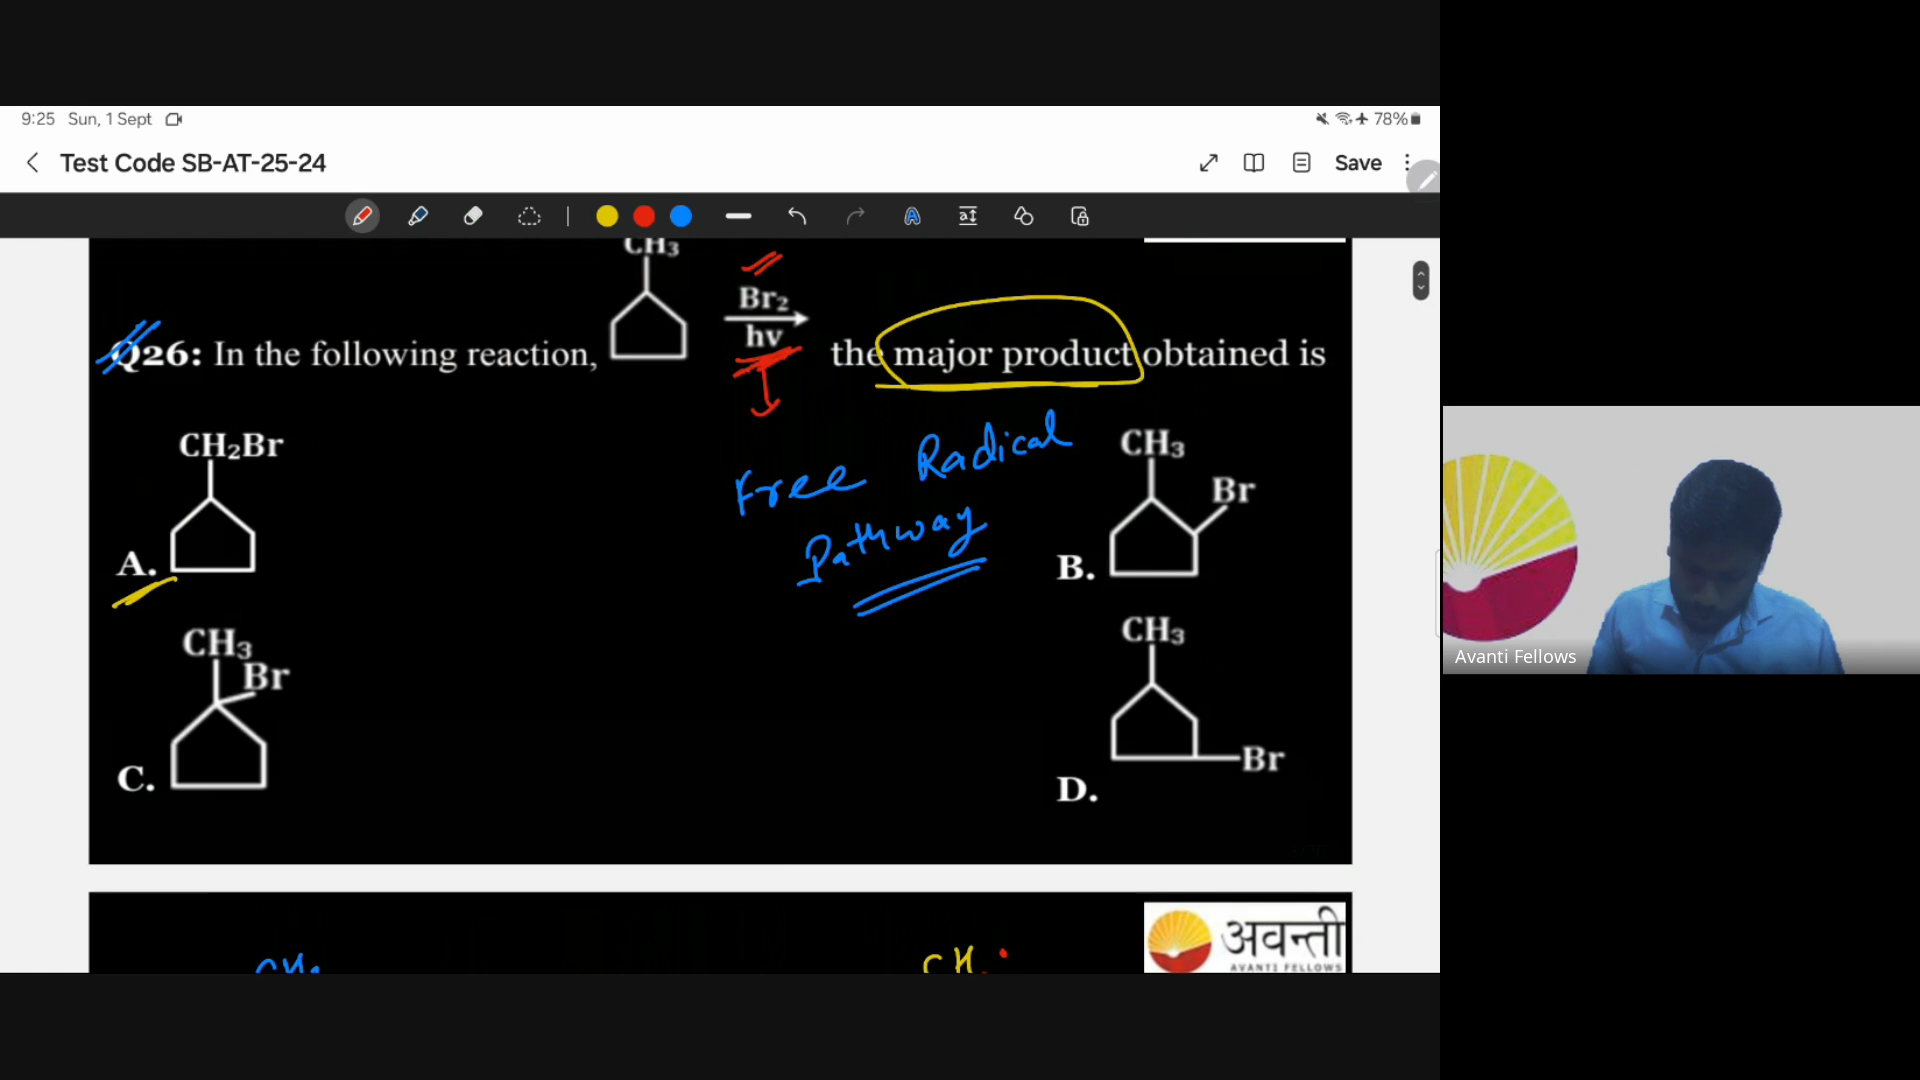 9:25 Sun, 1 Sept 78%
Test Code SB-AT-25-24 Save
CH₃
Br₂
hv
Q26: In the following reaction, the major product obtained is
CH₂Br
A.
Free Radical
Pathway
CH₃
Br
B.
CH₃
Br
C.
CH₃
Br
D.
Avanti Fellows
अवन्ती
AVANTI FELLOWS